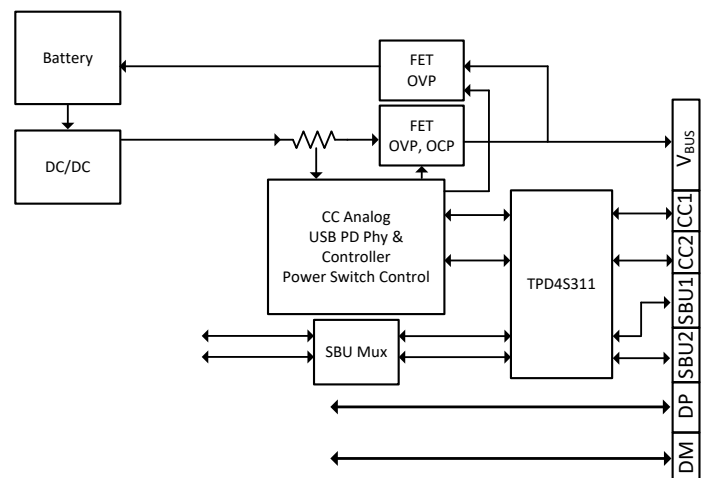 Battery
FET
OVP
DC/DC
FET
OVP, OCP
VBUS
CC Analog
USB PD Phy &
Controller
Power Switch Control
TPD4S311
CC1
CC2
SBU1
SBU2
SBU Mux
DP
DM